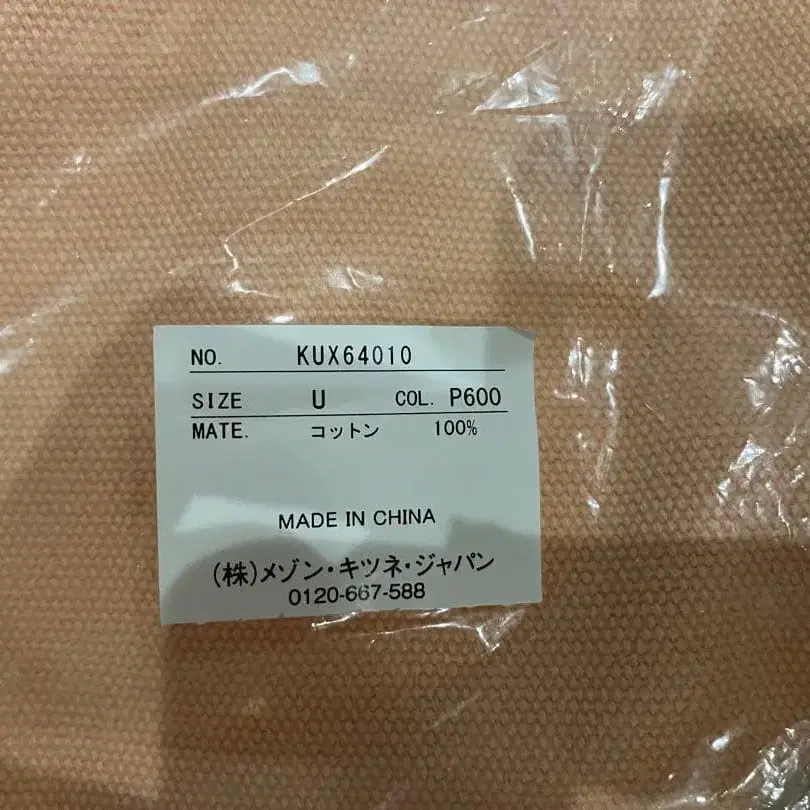 NO. KUX64010
SIZE U COL. P600
MATE. コットン 100%
MADE IN CHINA
(株)メゾン・キツネ・ジャパン
0120-667-588